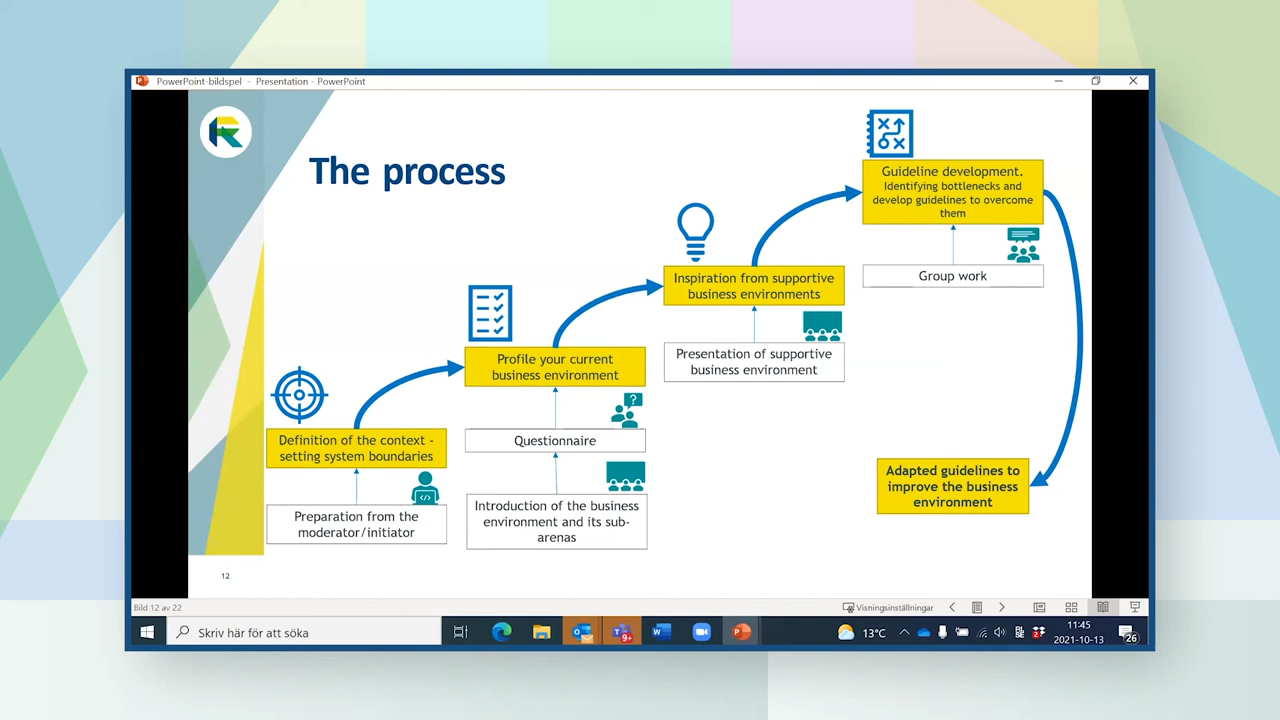 PowerPoint-bildspel - Presentation - PowerPoint
The process
Guideline development.
Identifying bottlenecks and
develop guidelines to overcome
them
Group work
Inspiration from supportive
business environments
Presentation of supportive
business environment
Profile your current
business environment
Questionnaire
Introduction of the business
environment and its sub-
arenas
Definition of the context -
setting system boundaries
Preparation from the
moderator/initiator
Adapted guidelines to
improve the business
environment
12
Bild 12 av 22
Visningsinställningar
Skriv här för att söka
9+
13°C
2
11:45
2021-10-13
26